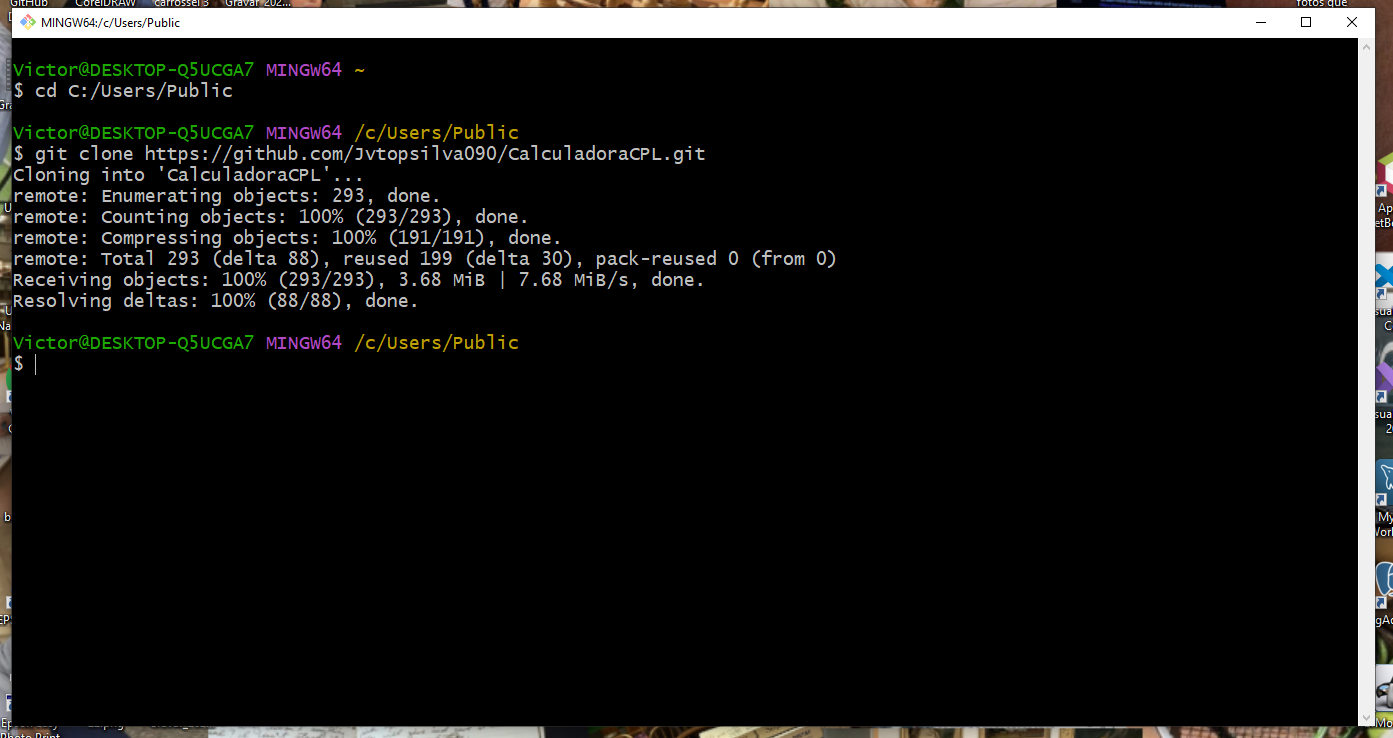 GitHub CorelDRAW carrossel 3 Gravar_202... fotos que
MINGW64:/c/Users/Public
Victor@DESKTOP-Q5UCGA7 MINGW64 ~
$ cd C:/Users/Public
Victor@DESKTOP-Q5UCGA7 MINGW64 /c/Users/Public
$ git clone https://github.com/Jvtopsilva090/CalculadoraCPL.git
Cloning into 'CalculadoraCPL'...
remote: Enumerating objects: 293, done.
remote: Counting objects: 100% (293/293), done.
remote: Compressing objects: 100% (191/191), done.
remote: Total 293 (delta 88), reused 199 (delta 30), pack-reused 0 (from 0)
Receiving objects: 100% (293/293), 3.68 MiB | 7.68 MiB/s, done.
Resolving deltas: 100% (88/88), done.
Victor@DESKTOP-Q5UCGA7 MINGW64 /c/Users/Public
$
Photo Print